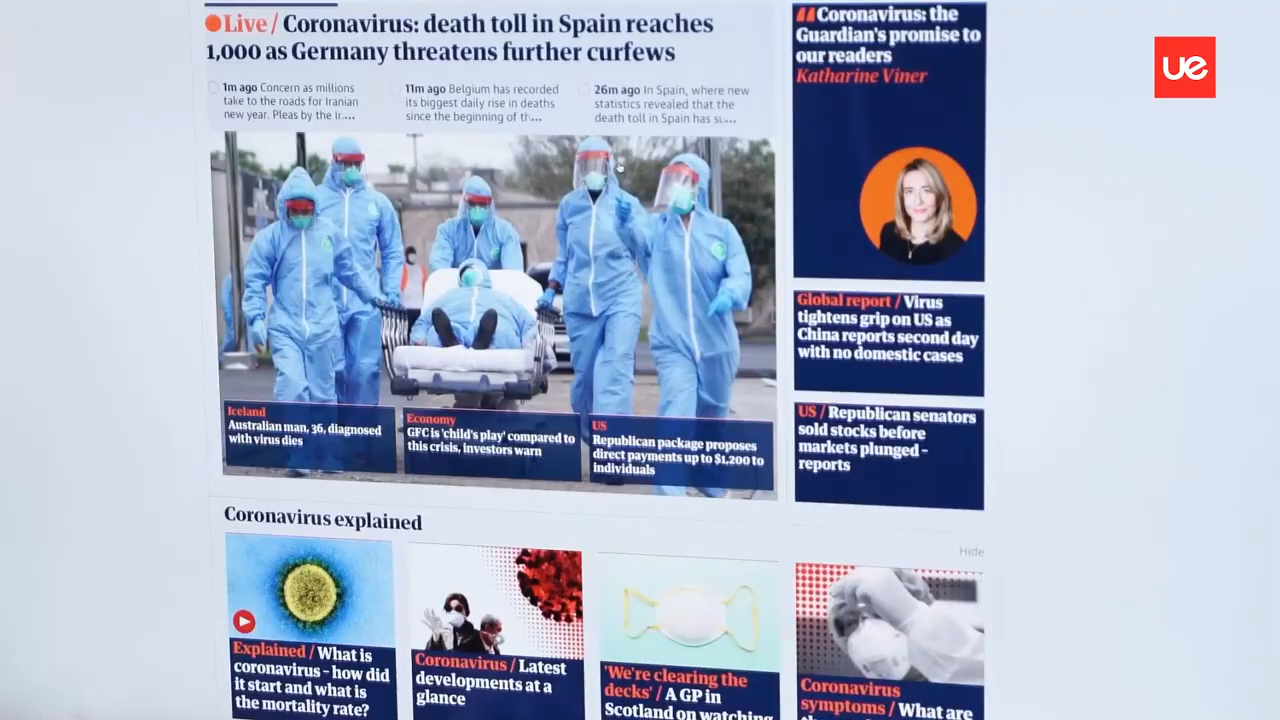 Live / Coronavirus: death toll in Spain reaches
1,000 as Germany threatens further curfews
1m ago Concern as millions
take to the roads for Iranian
new year. Pleas by the Ir....
11m ago Belgium has recorded
its biggest daily rise in deaths
since the beginning of th...
26m ago In Spain, where new
statistics revealed that the
death toll in Spain has su...
Iceland
Australian man, 36, diagnosed
with virus dies
Economy
GFC is 'child's play' compared to
this crisis, investors warn
US
Republican package proposes
direct payments up to $1,200 to
individuals
Coronavirus: the
Guardian's promise to
our readers
Katharine Viner
Global report / Virus
tightens grip on US as
China reports second day
with no domestic cases
US / Republican senators
sold stocks before
markets plunged –
reports
ue
Coronavirus explained
Hide
Explained / What is
coronavirus – how did
it start and what is
the mortality rate?
Coronavirus / Latest
developments at a
glance
'We're clearing the
decks' / A GP in
Scotland on watching
Coronavirus
symptoms / What are